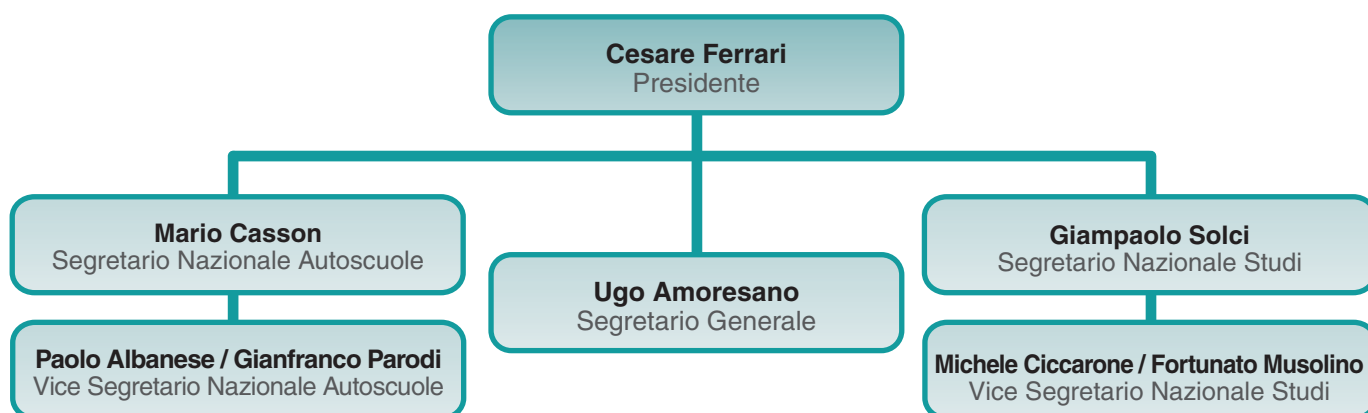 Cesare Ferrari
Presidente
Mario Casson
Segretario Nazionale Autoscuole
Ugo Amoresano
Segretario Generale
Giampaolo Solci
Segretario Nazionale Studi
Paolo Albanese / Gianfranco Parodi
Vice Segretario Nazionale Autoscuole
Michele Ciccarone / Fortunato Musolino
Vice Segretario Nazionale Studi